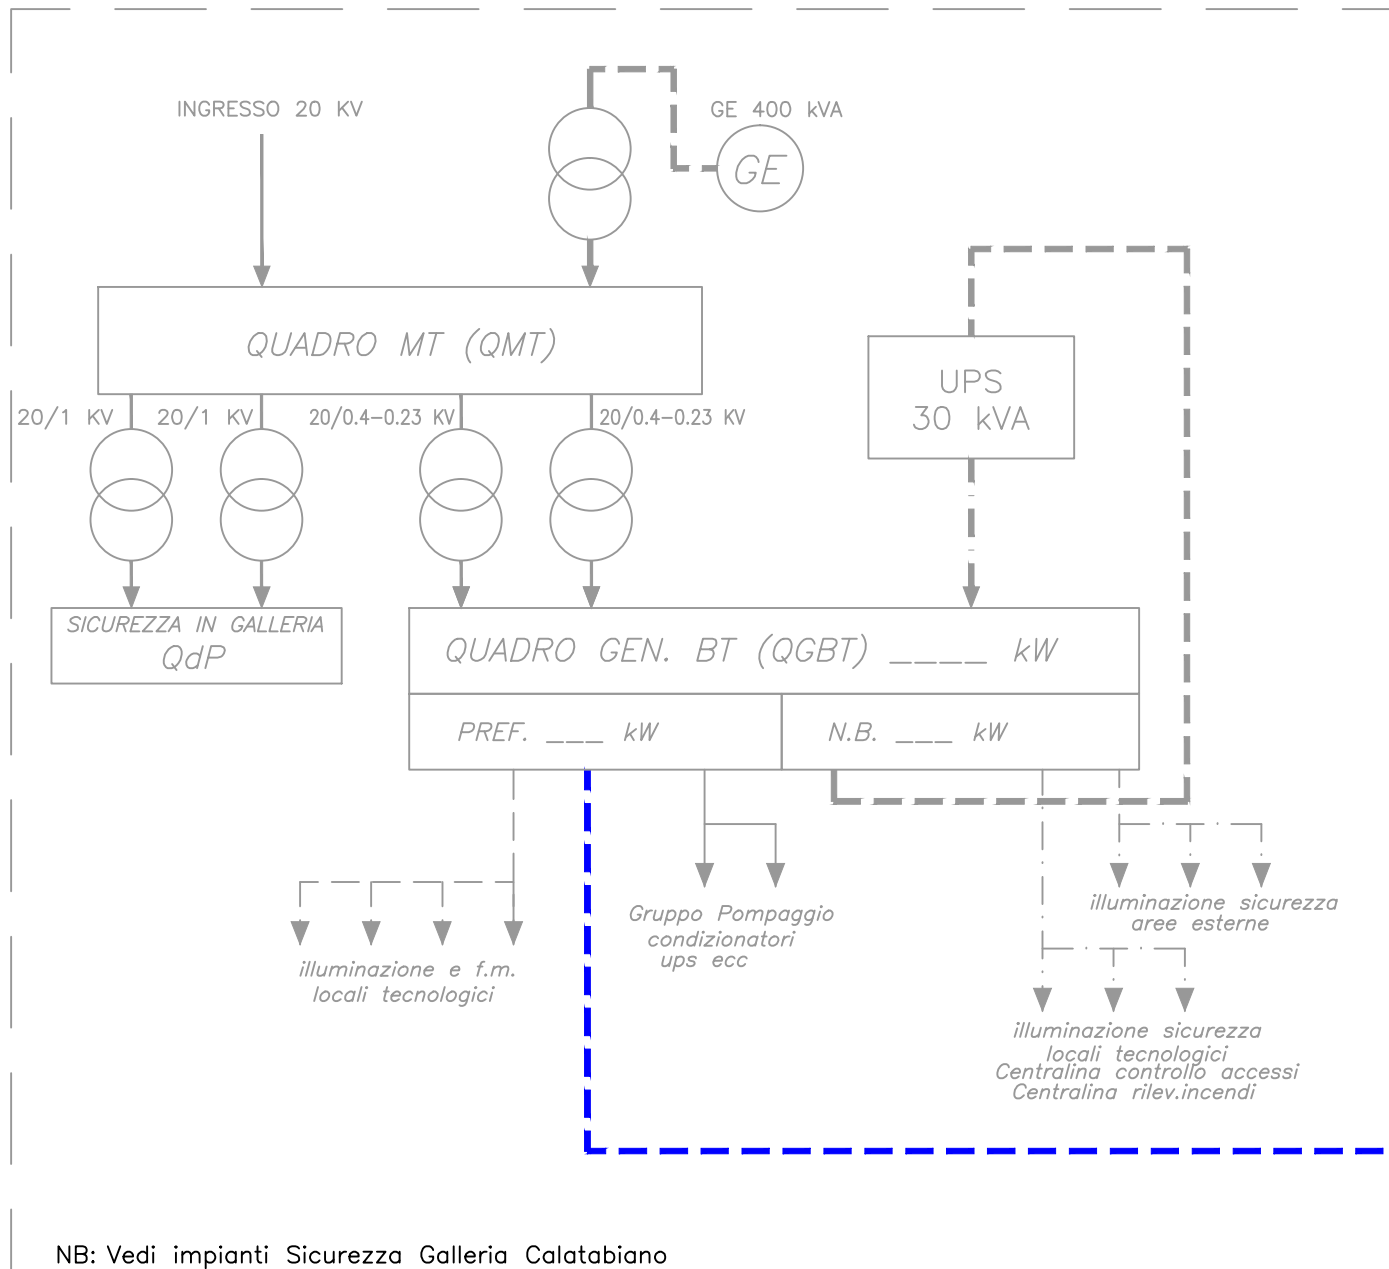 INGRESSO 20 KV
GE 400 kVA
GE
QUADRO MT (QMT)
UPS
30 kVA
20/1 KV
20/1 KV
20/0.4-0.23 KV
20/0.4-0.23 KV
SICUREZZA IN GALLERIA
QdP
QUADRO GEN. BT (QGBT) ____ kW
PREF. ___ kW
N.B. ___ kW
illuminazione e f.m.
locali tecnologici
Gruppo Pompaggio
condizionatori
ups ecc
illuminazione sicurezza
aree esterne
illuminazione sicurezza
locali tecnologici
Centralina controllo accessi
Centralina rilev.incendi
NB: Vedi impianti Sicurezza Galleria Calatabiano